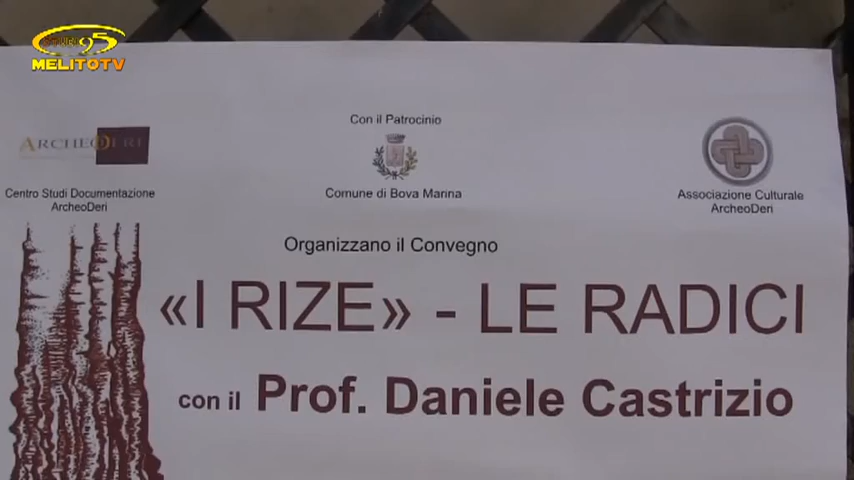 MELITOTV
ARCHEODERI
Con il Patrocinio
Centro Studi Documentazione
ArcheoDeri
Comune di Bova Marina
Associazione Culturale
ArcheoDeri
Organizzano il Convegno
«I RIZE» - LE RADICI
con il Prof. Daniele Castrizio